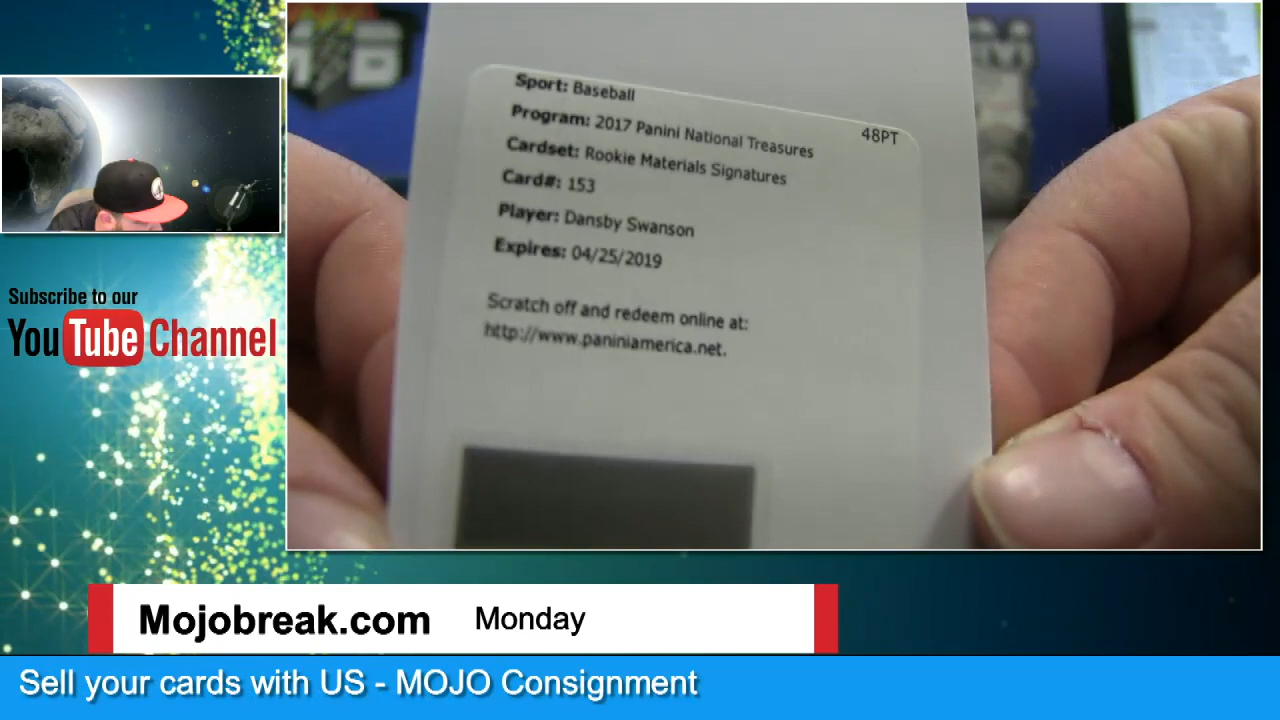 Sport: Baseball
48PT
Program: 2017 Panini National Treasures
Cardset: Rookie Materials Signatures
Card#: 153
Player: Dansby Swanson
Expires: 04/25/2019
Scratch off and redeem online at:
http://www.paniniamerica.net.
Subscribe to our
YouTube Channel
Mojobreak.com Monday
Sell your cards with US - MOJO Consignment